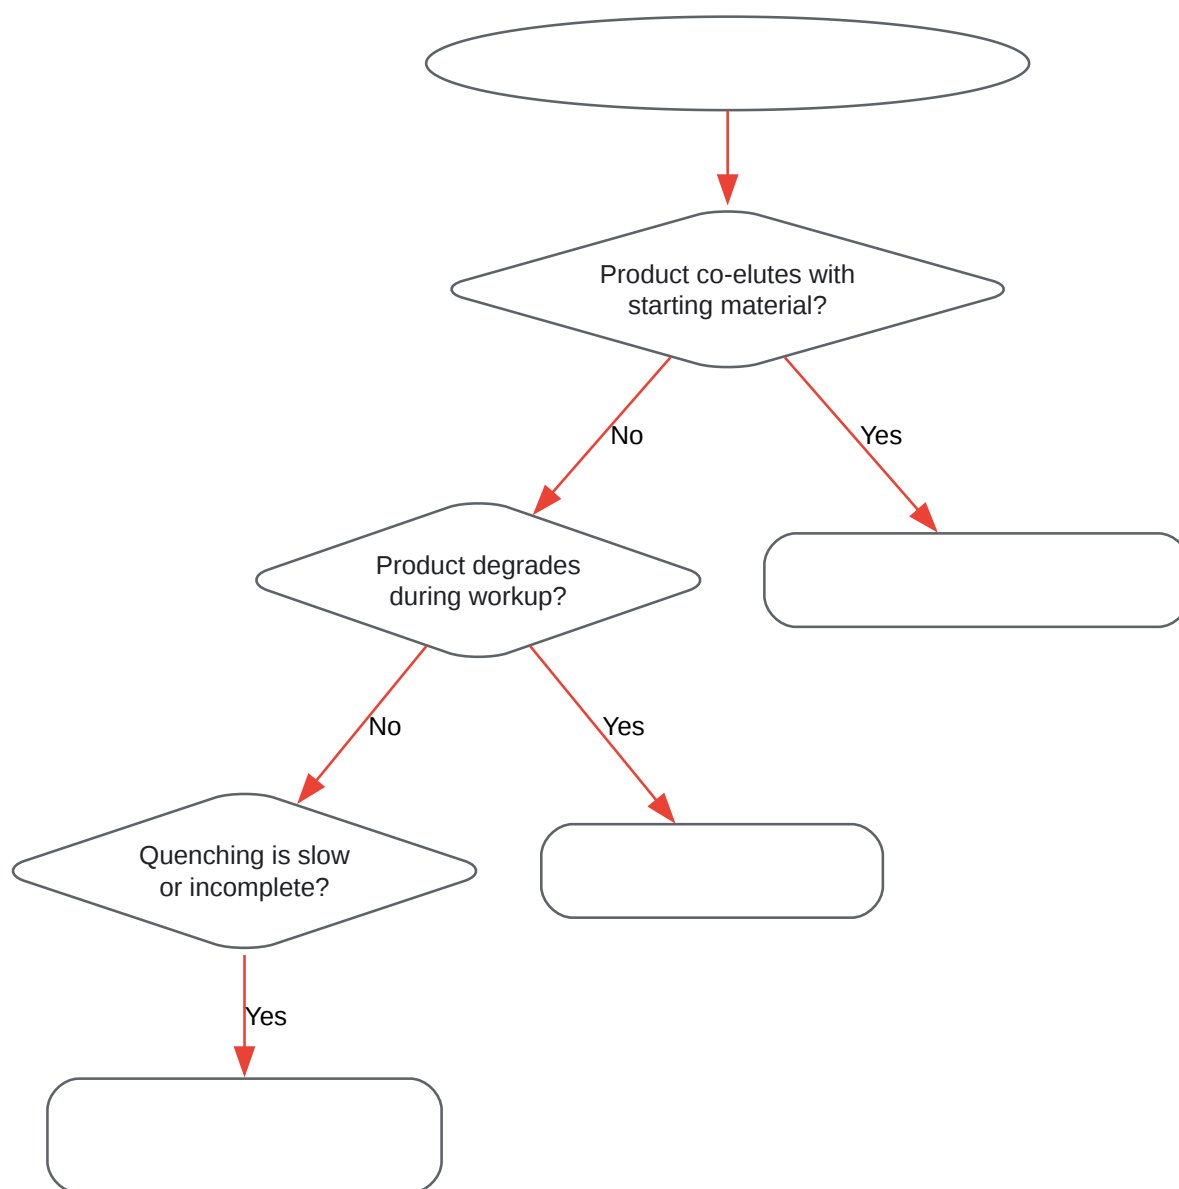 Product co-elutes with
starting material?
No
Yes
Product degrades
during workup?
No
Yes
Quenching is slow
or incomplete?
Yes